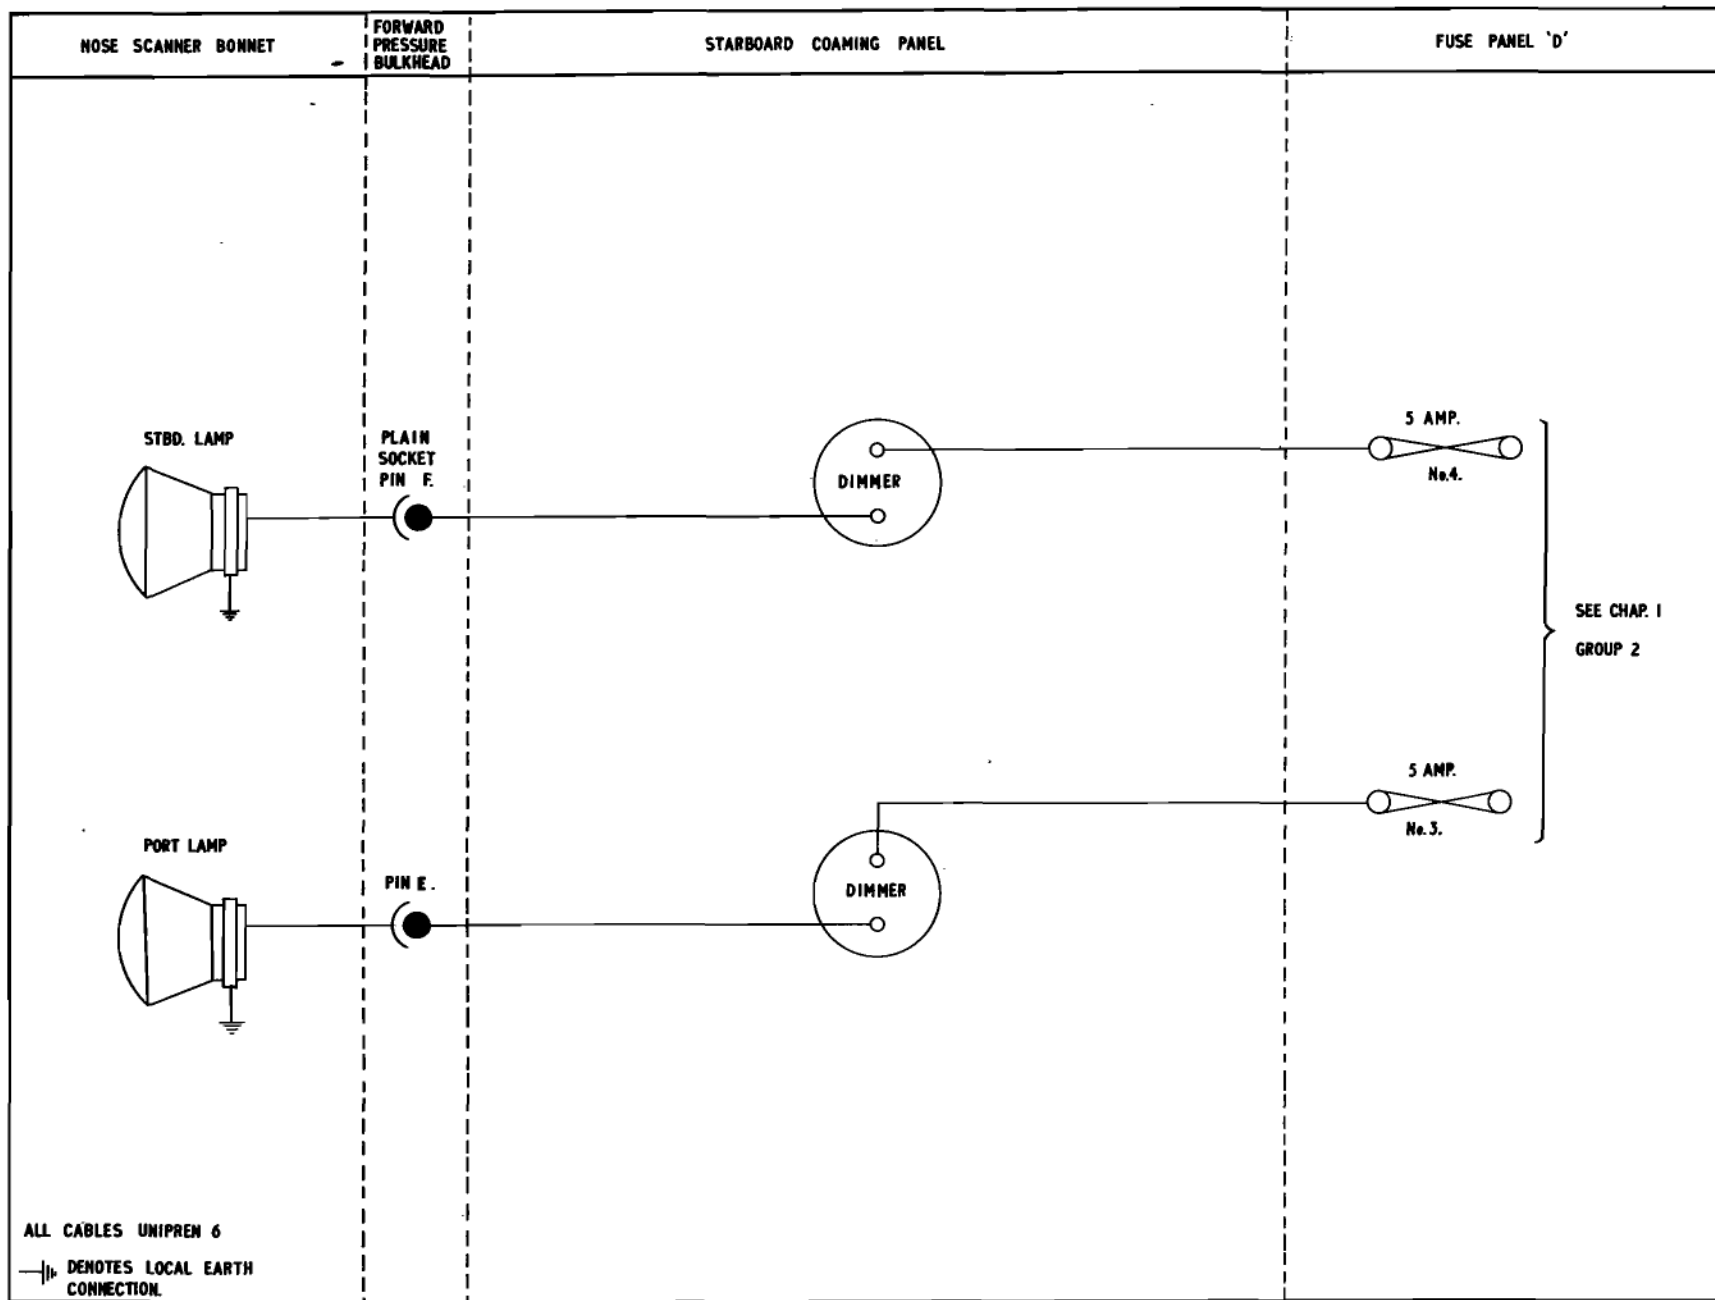 NOSE SCANNER BONNET
FORWARD
PRESSURE
BULKHEAD
STARBOARD COAMING PANEL
FUSE PANEL 'D'
STBD. LAMP
PLAIN
SOCKET
PIN F.
DIMMER
5 AMP.
No.4.
SEE CHAP. 1
GROUP 2
PORT LAMP
PIN E.
DIMMER
5 AMP.
No.3.
ALL CABLES UNIPREN 6
DENOTES LOCAL EARTH
CONNECTION.